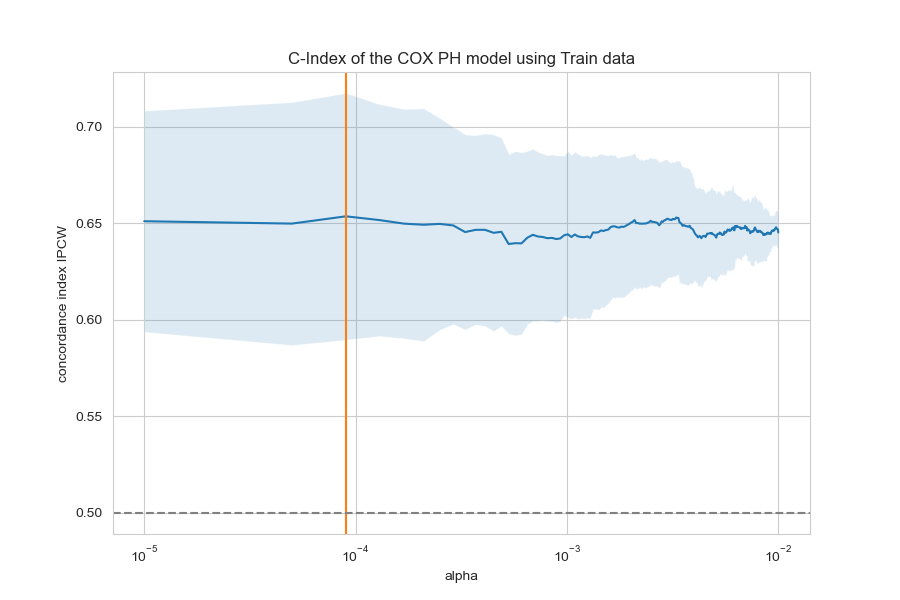 C-Index of the COX PH model using Train data
concordance index IPCW
0.70
0.65
0.60
0.55
0.50
10⁻⁵ 10⁻⁴ 10⁻³ 10⁻²
alpha